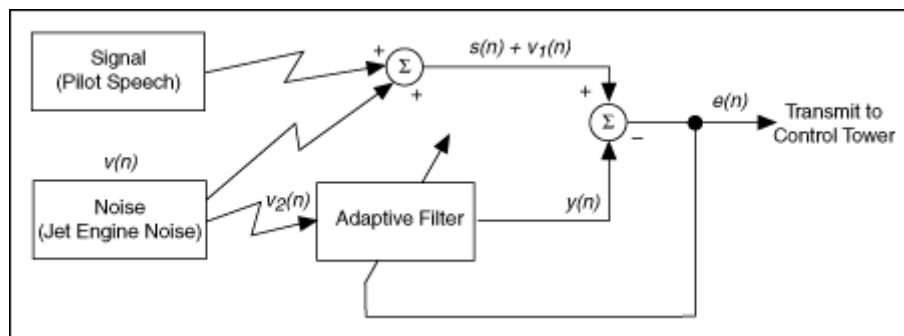 Signal
(Pilot Speech)
+
Σ
+
s(n) + v₁(n)
+
Σ
−
e(n)
Transmit to
Control Tower
v(n)
Noise
(Jet Engine Noise)
v₂(n)
Adaptive Filter
y(n)